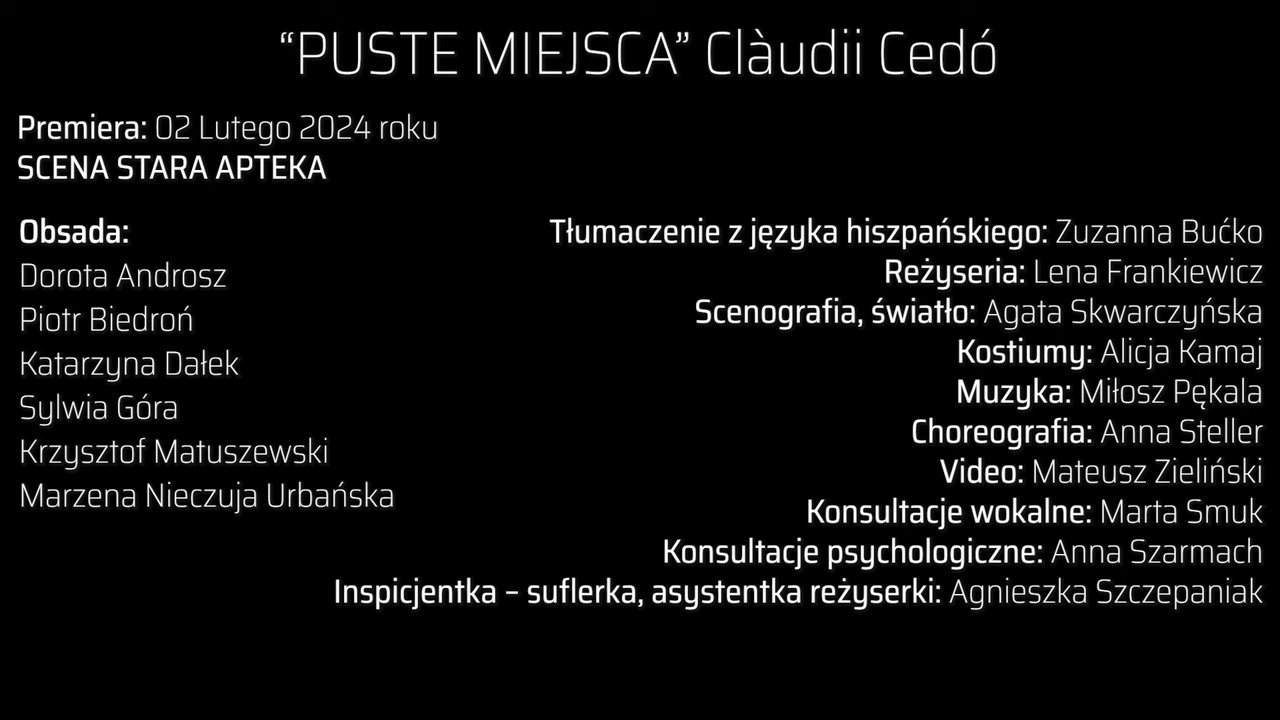 “PUSTE MIEJSCA” Clàudii Cedó
Premiera: 02 Lutego 2024 roku
SCENA STARA APTEKA
Obsada:
Dorota Androsz
Piotr Biedroń
Katarzyna Dałek
Sylwia Góra
Krzysztof Matuszewski
Marzena Nieczuja Urbańska
Tłumaczenie z języka hiszpańskiego: Zuzanna Bućko
Reżyseria: Lena Frankiewicz
Scenografia, światło: Agata Skwarczyńska
Kostiumy: Alicja Kamaj
Muzyka: Miłosz Pękala
Choreografia: Anna Steller
Video: Mateusz Zieliński
Konsultacje wokalne: Marta Smuk
Konsultacje psychologiczne: Anna Szarmach
Inspicjentka – suflerka, asystentka reżyserki: Agnieszka Szczepaniak